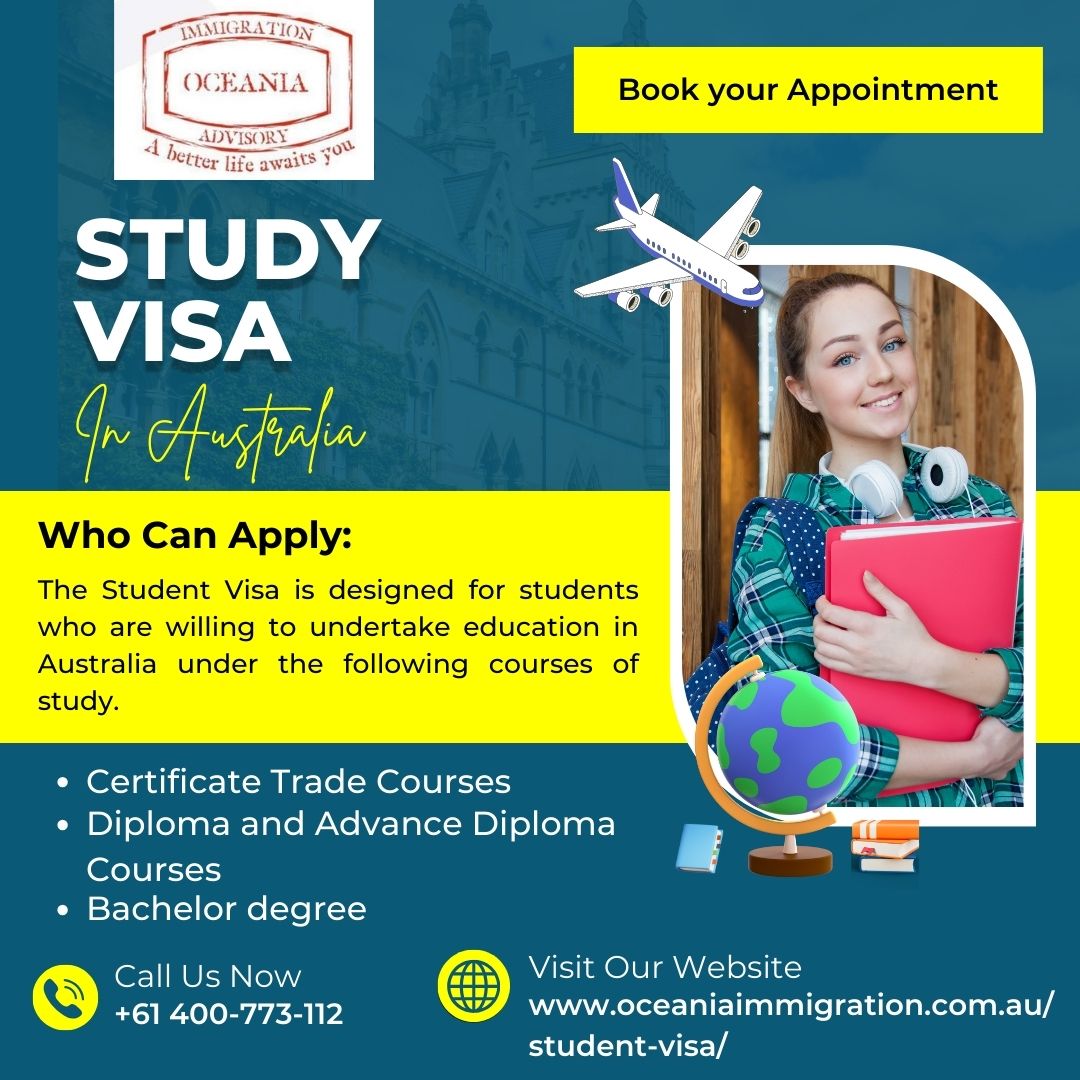 IMMIGRATION
OCEANIA
ADVISORY
A better life awaits you
Book your Appointment
STUDY
VISA
In Australia
Who Can Apply:
The Student Visa is designed for students
who are willing to undertake education in
Australia under the following courses of
study.
• Certificate Trade Courses
• Diploma and Advance Diploma
Courses
• Bachelor degree
Call Us Now
+61 400-773-112
Visit Our Website
www.oceaniaimmigration.com.au/
student-visa/